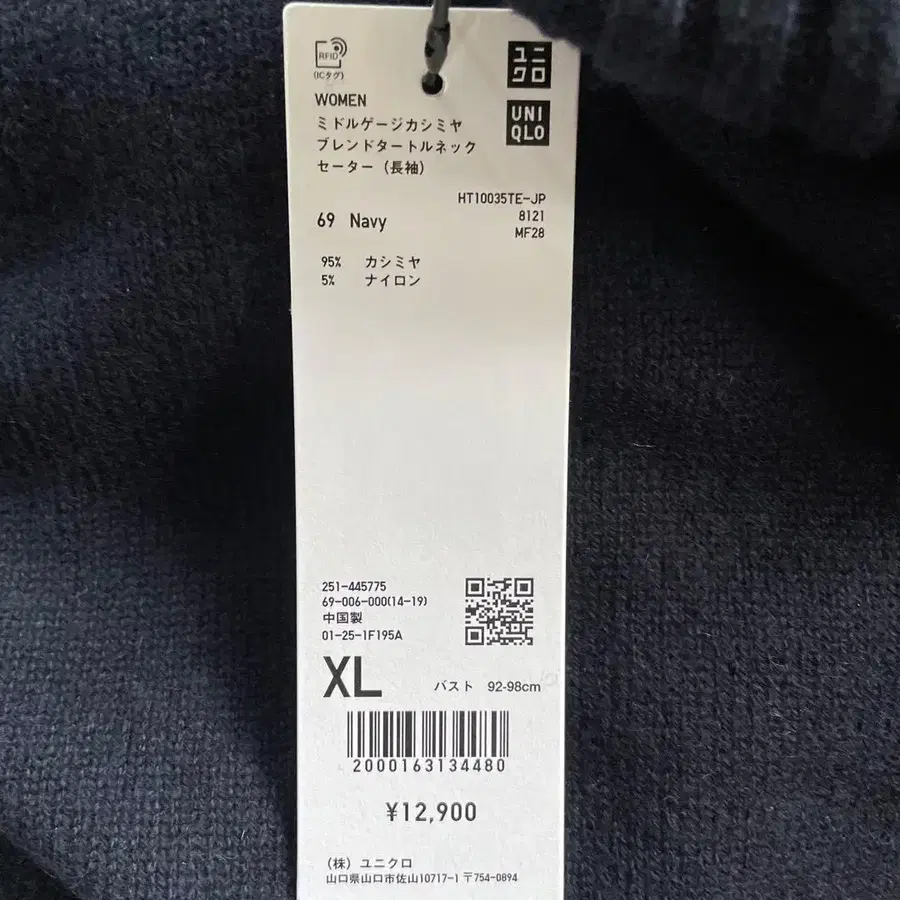 RFID
(ICタグ)
ユニ
クロ
UNI
QLO
WOMEN
ミドルゲージカシミヤ
ブレンドタートルネック
セーター（長袖）
HT10035TE-JP
8121
MF28
69 Navy
95% カシミヤ
5% ナイロン
251-445775
69-006-000(14-19)
中国製
01-25-1F195A
XL バスト 92-98cm
2000163134480
¥12,900
（株）ユニクロ
山口県山口市佐山10717-1 〒754-0894